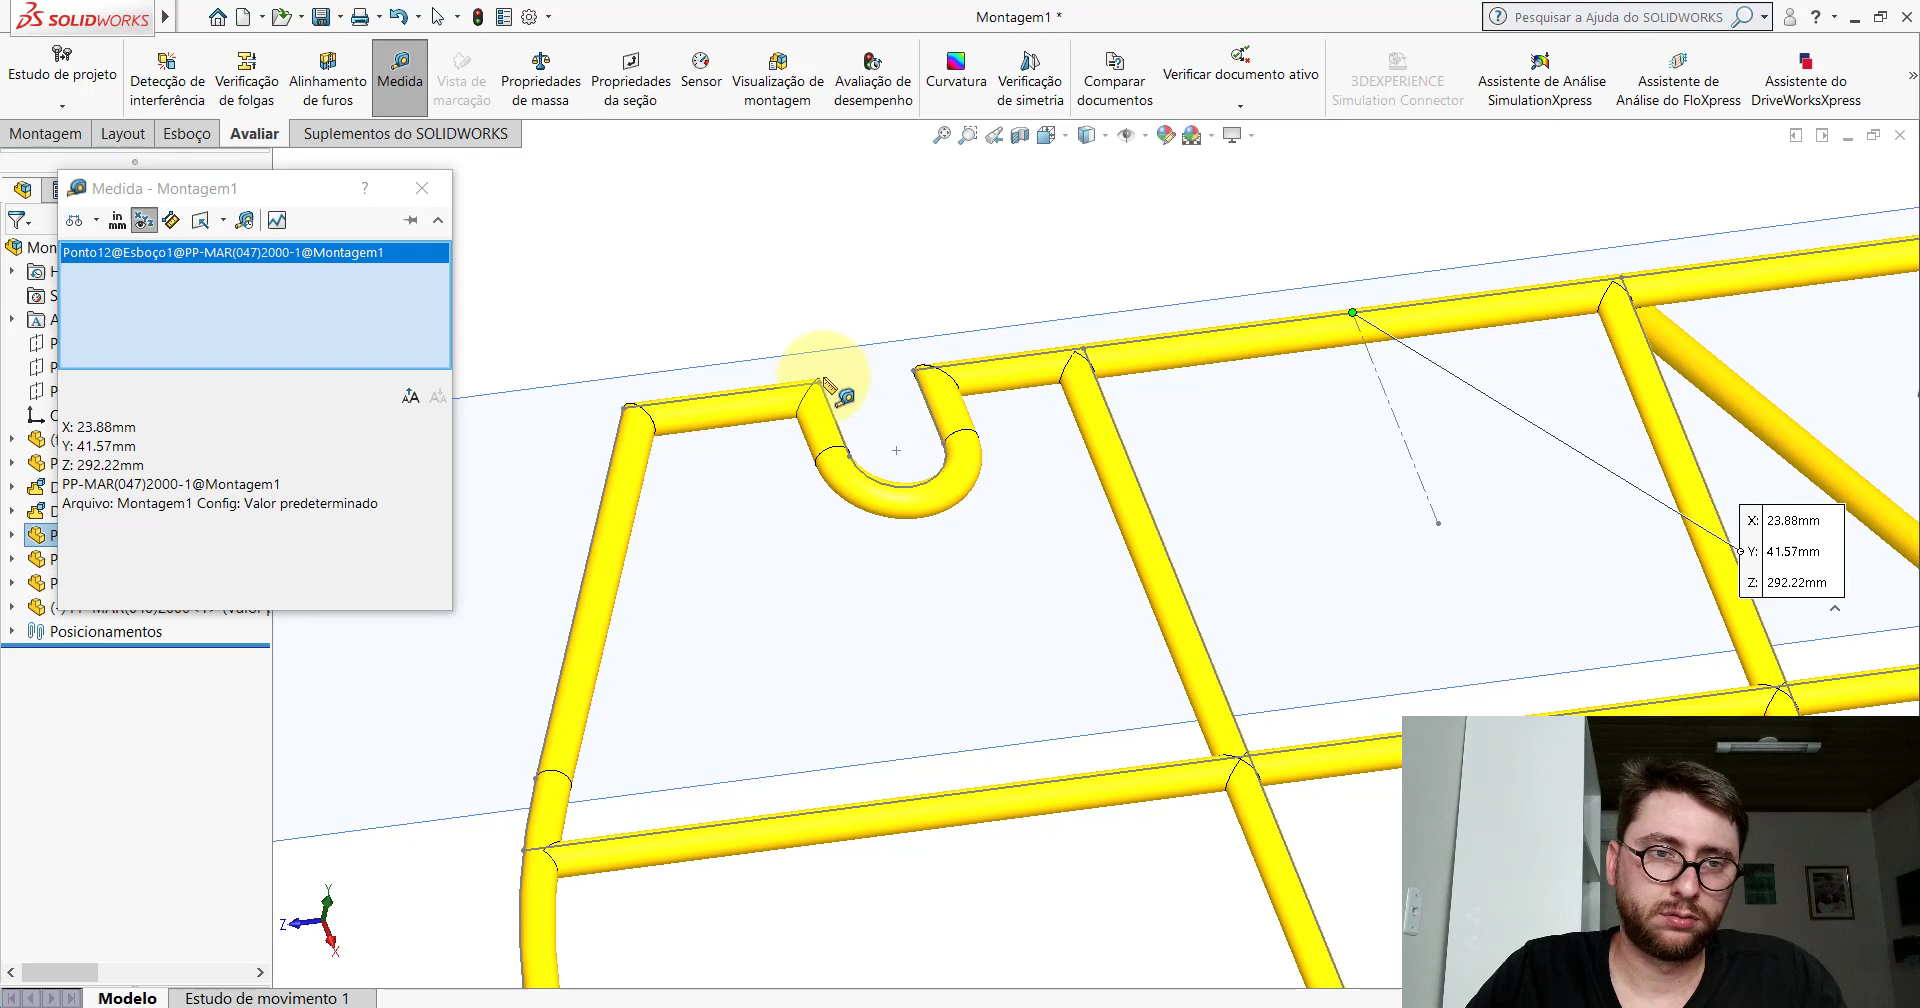 SOLIDWORKS
Montagem1 *
Pesquisar a Ajuda do SOLIDWORKS
Estudo de projeto
Detecção de interferência
Verificação de folgas
Alinhamento de furos
Medida
Vista de marcação
Propriedades de massa
Propriedades da seção
Sensor
Visualização de montagem
Avaliação de desempenho
Curvatura
Verificação de simetria
Comparar documentos
Verificar documento ativo
3DEXPERIENCE Simulation Connector
Assistente de Análise SimulationXpress
Assistente de Análise do FloXpress
Assistente do DriveWorksXpress
Montagem
Layout
Esboço
Avaliar
Suplementos do SOLIDWORKS
Medida - Montagem1
?
in
mm
Ponto12@Esboço1@PP-MAR(047)2000-1@Montagem1
X: 23.88mm
Y: 41.57mm
Z: 292.22mm
PP-MAR(047)2000-1@Montagem1
Arquivo: Montagem1 Config: Valor predeterminado
Mon
Posicionamentos
X: 23.88mm
Y: 41.57mm
Z: 292.22mm
Y
Z
X
Modelo
Estudo de movimento 1